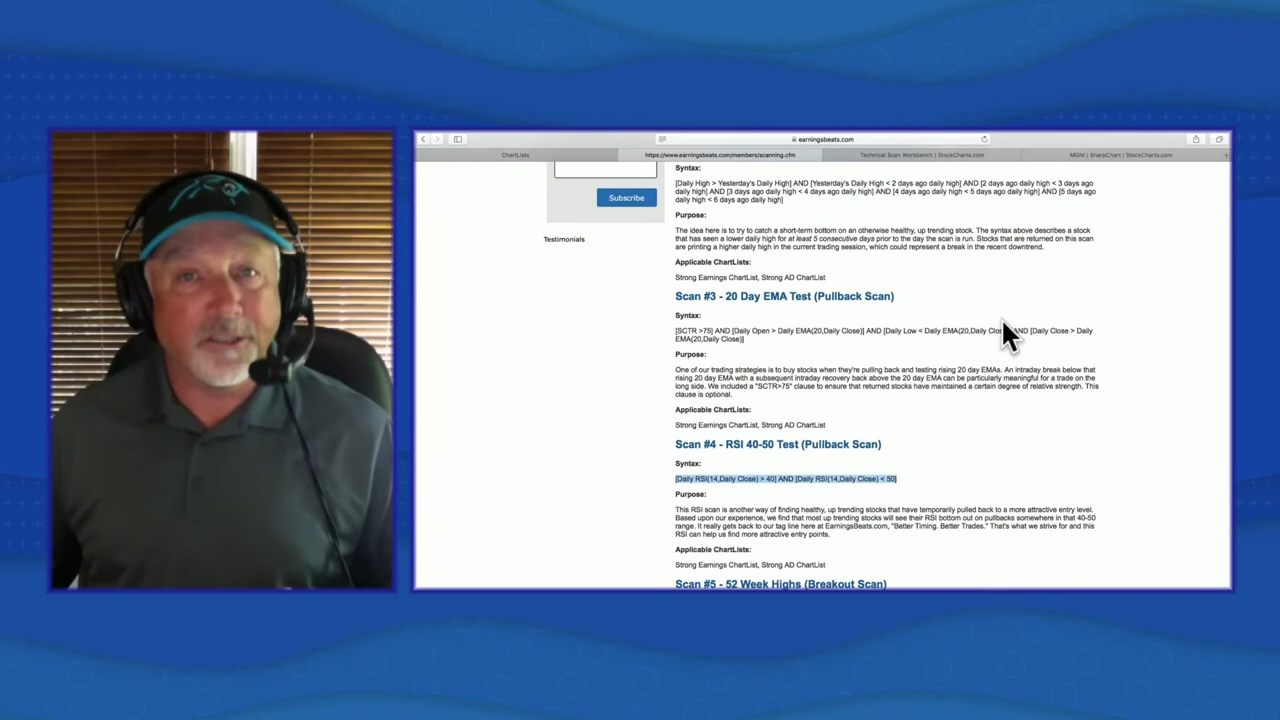 earningsbeats.com
ChartLists
https://www.earningsbeats.com/members/scanning.cfm
Technical Scan Workbench | StockCharts.com
MGNI | SharpChart | StockCharts.com
Subscribe
Testimonials
Syntax:
[Daily High > Yesterday's Daily High] AND [Yesterday's Daily High < 2 days ago daily high] AND [2 days ago daily high < 3 days ago
daily high] AND [3 days ago daily high < 4 days ago daily high] AND [4 days ago daily high < 5 days ago daily high] AND [5 days ago
daily high < 6 days ago daily high]
Purpose:
The idea here is to try to catch a short-term bottom on an otherwise healthy, up trending stock. The syntax above describes a stock
that has seen a lower daily high for at least 5 consecutive days prior to the day the scan is run. Stocks that are returned on this scan
are printing a higher daily high in the current trading session, which could represent a break in the recent downtrend.
Applicable ChartLists:
Strong Earnings ChartList, Strong AD ChartList
Scan #3 - 20 Day EMA Test (Pullback Scan)
Syntax:
[SCTR >75] AND [Daily Open > Daily EMA(20,Daily Close)] AND [Daily Low < Daily EMA(20,Daily Clos ND [Daily Close > Daily
EMA(20,Daily Close)]
Purpose:
One of our trading strategies is to buy stocks when they're pulling back and testing rising 20 day EMAs. An intraday break below that
rising 20 day EMA with a subsequent intraday recovery back above the 20 day EMA can be particularly meaningful for a trade on the
long side. We included a "SCTR>75" clause to ensure that returned stocks have maintained a certain degree of relative strength. This
clause is optional.
Applicable ChartLists:
Strong Earnings ChartList, Strong AD ChartList
Scan #4 - RSI 40-50 Test (Pullback Scan)
Syntax:
[Daily RSI(14,Daily Close) > 40] AND [Daily RSI(14,Daily Close) < 50]
Purpose:
This RSI scan is another way of finding healthy, up trending stocks that have temporarily pulled back to a more attractive entry level.
Based upon our experience, we find that most up trending stocks will see their RSI bottom out on pullbacks somewhere in that 40-50
range. It really gets back to our tag line here at EarningsBeats.com, "Better Timing. Better Trades." That's what we strive for and this
RSI can help us find more attractive entry points.
Applicable ChartLists:
Strong Earnings ChartList, Strong AD ChartList
Scan #5 - 52 Week Highs (Breakout Scan)